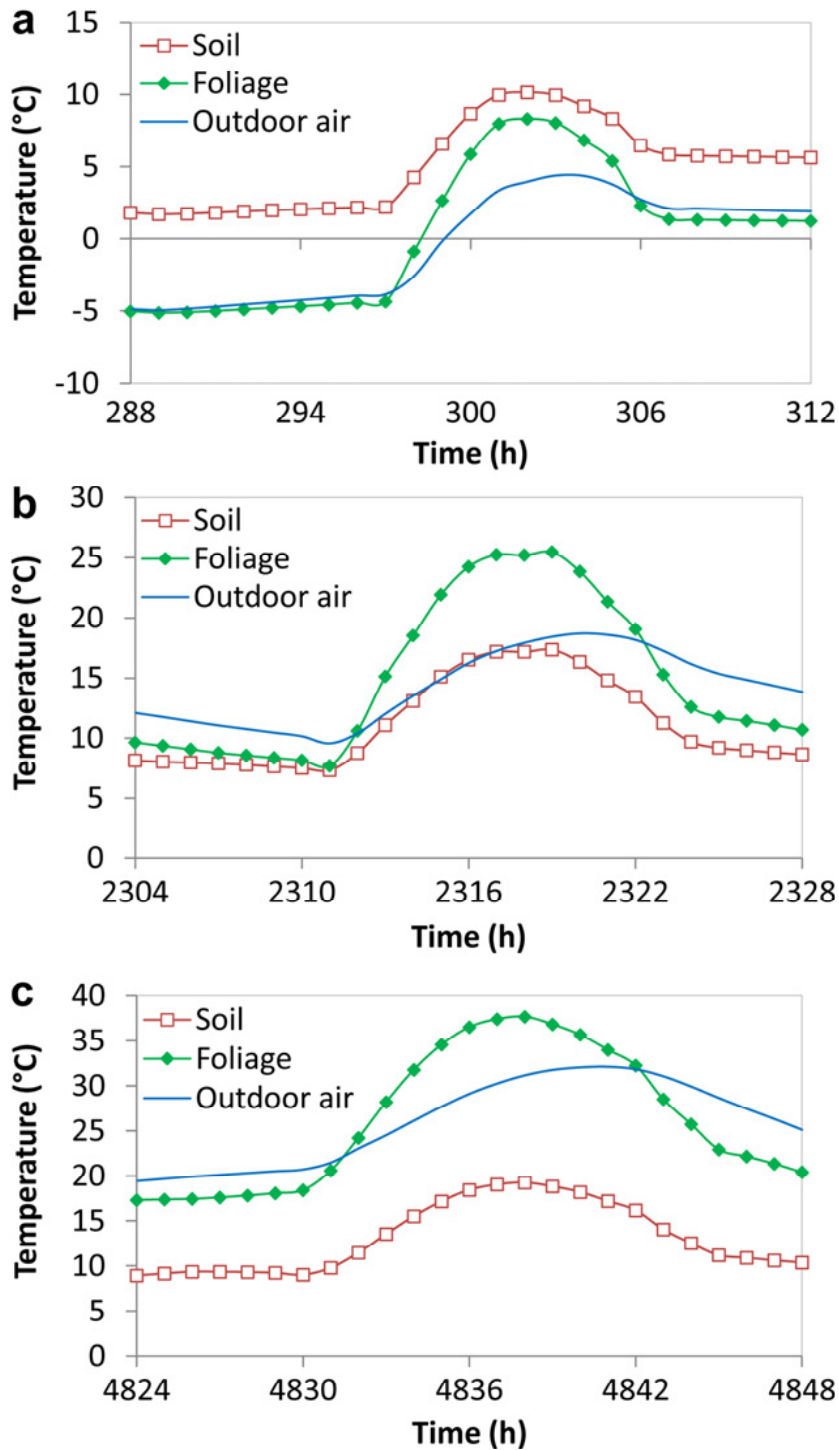 a
Temperature (°C)
15
10
5
0
-5
-10
Soil
Foliage
Outdoor air
288 294 300 306 312
Time (h)
b
Temperature (°C)
30
25
20
15
10
5
0
Soil
Foliage
Outdoor air
2304 2310 2316 2322 2328
Time (h)
c
Temperature (°C)
40
35
30
25
20
15
10
5
0
Soil
Foliage
Outdoor air
4824 4830 4836 4842 4848
Time (h)